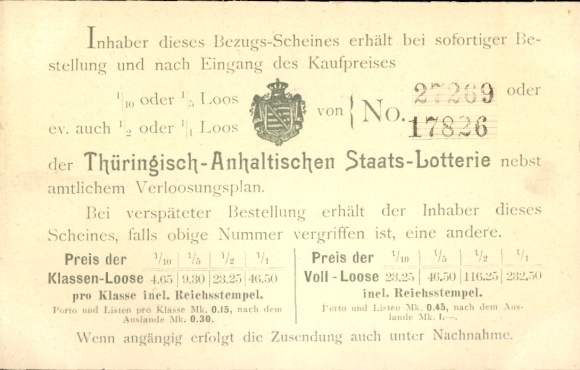 Inhaber dieses Bezugs-Scheines erhält bei sofortiger Be-
stellung und nach Eingang des Kaufpreises
1/10 oder 1/5 Loos
ev. auch 1/2 oder 1/1 Loos
von { No. 27269 oder
17826
der Thüringisch-Anhaltischen Staats-Lotterie nebst
amtlichem Verloosungsplan.
Bei verspäteter Bestellung erhält der Inhaber dieses
Scheines, falls obige Nummer vergriffen ist, eine andere.
Preis der 1/10 1/5 1/2 1/1
Klassen-Loose 4.65 9.30 23.25 46.50
pro Klasse incl. Reichsstempel.
Porto und Listen pro Klasse Mk. 0.15, nach dem
Auslande Mk. 0.30.
Preis der 1/10 1/5 1/2 1/1
Voll-Loose 23.25 46.50 116.25 232.50
incl. Reichsstempel.
Porto und Listen Mk. 0.45, nach dem Aus-
lande Mk. 1.—.
Wenn angängig erfolgt die Zusendung auch unter Nachnahme.